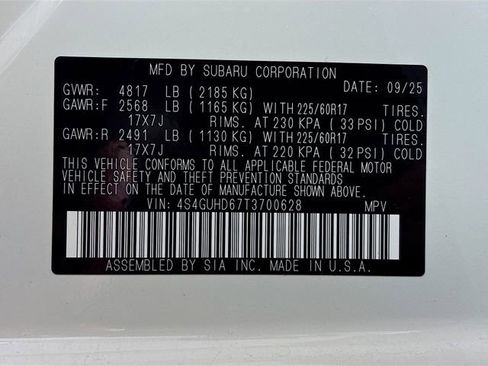 MFD BY SUBARU CORPORATION
DATE: 09/25
GVWR: 4817 LB ( 2185 KG)
GAWR:F 2568 LB ( 1165 KG) WITH 225/60R17 TIRES.
17X7J RIMS. AT 230 KPA ( 33 PSI) COLD
GAWR:R 2491 LB ( 1130 KG) WITH 225/60R17 TIRES.
17X7J RIMS. AT 220 KPA ( 32 PSI) COLD
THIS VEHICLE CONFORMS TO ALL APPLICABLE FEDERAL MOTOR
VEHICLE SAFETY AND THEFT PREVENTION STANDARDS
IN EFFECT ON THE DATE OF MANUFACTURE SHOWN ABOVE.
VIN: 4S4GUHD67T3700628 MPV
ASSEMBLED BY SIA INC. MADE IN U.S.A.